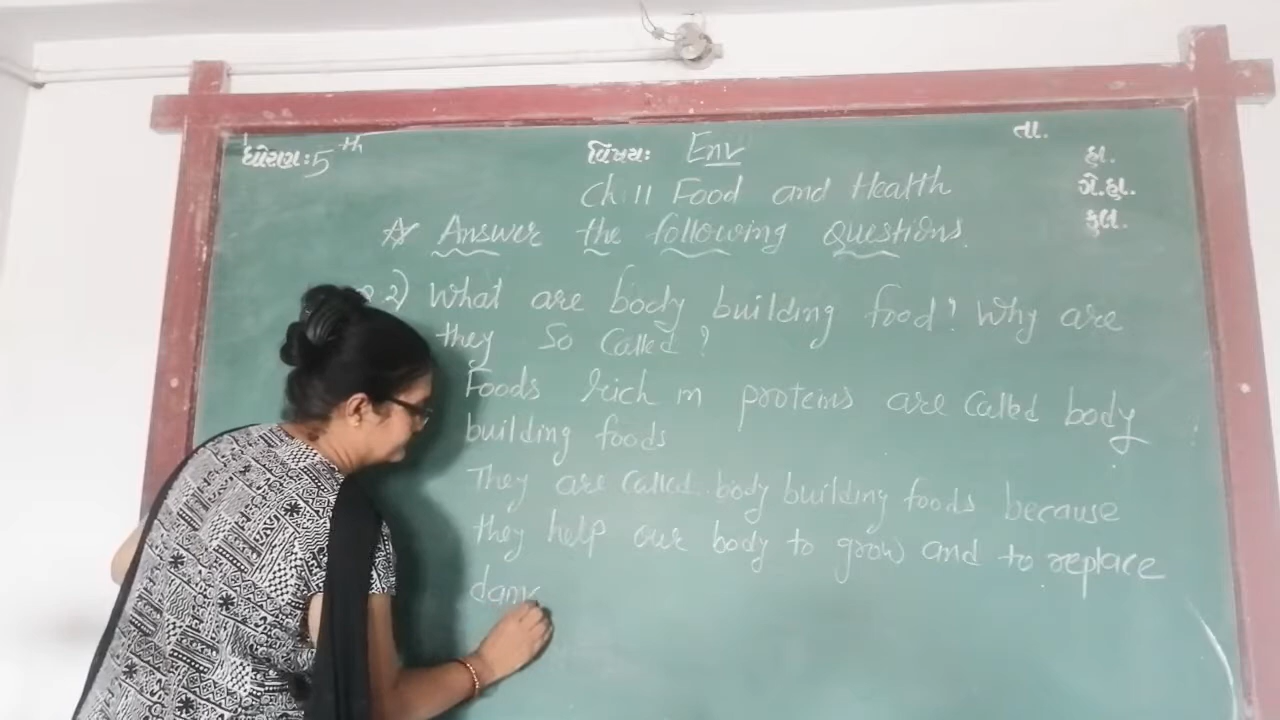 ધોરણ: 5th
વિષય: Env
તા.
હા.
ગે.હા.
કુલ.
Ch 11 Food and Health
☆ Answer the following questions.
2) What are body building food? Why are
they So Called?
Foods rich in proteins are Called body
building foods
They are Called body building foods because
they help our body to grow and to replace